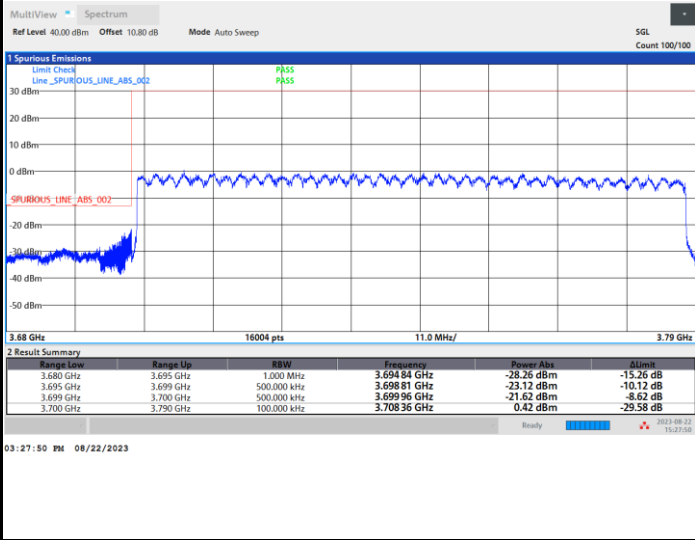 MultiView Spectrum
Ref Level 40.00 dBm Offset 10.80 dB Mode Auto Sweep SGL
Count 100/100
1 Spurious Emissions
Limit Check PASS
Line _SPURIOUS_LINE_ABS_002 PASS
30 dBm
20 dBm
10 dBm
0 dBm
_SPURIOUS_LINE_ABS_002
-20 dBm
-30 dBm
-40 dBm
-50 dBm
3.68 GHz 16004 pts 11.0 MHz/ 3.79 GHz
2 Result Summary
Range Low Range Up RBW Frequency Power Abs ΔLimit
3.680 GHz 3.695 GHz 1.000 MHz 3.694 84 GHz -28.26 dBm -15.26 dB
3.695 GHz 3.699 GHz 500.000 kHz 3.698 81 GHz -23.12 dBm -10.12 dB
3.699 GHz 3.700 GHz 500.000 kHz 3.699 96 GHz -21.62 dBm -8.62 dB
3.700 GHz 3.790 GHz 100.000 kHz 3.708 36 GHz 0.42 dBm -29.58 dB
Ready 2023-08-22
15:27:50
03:27:50 PM 08/22/2023